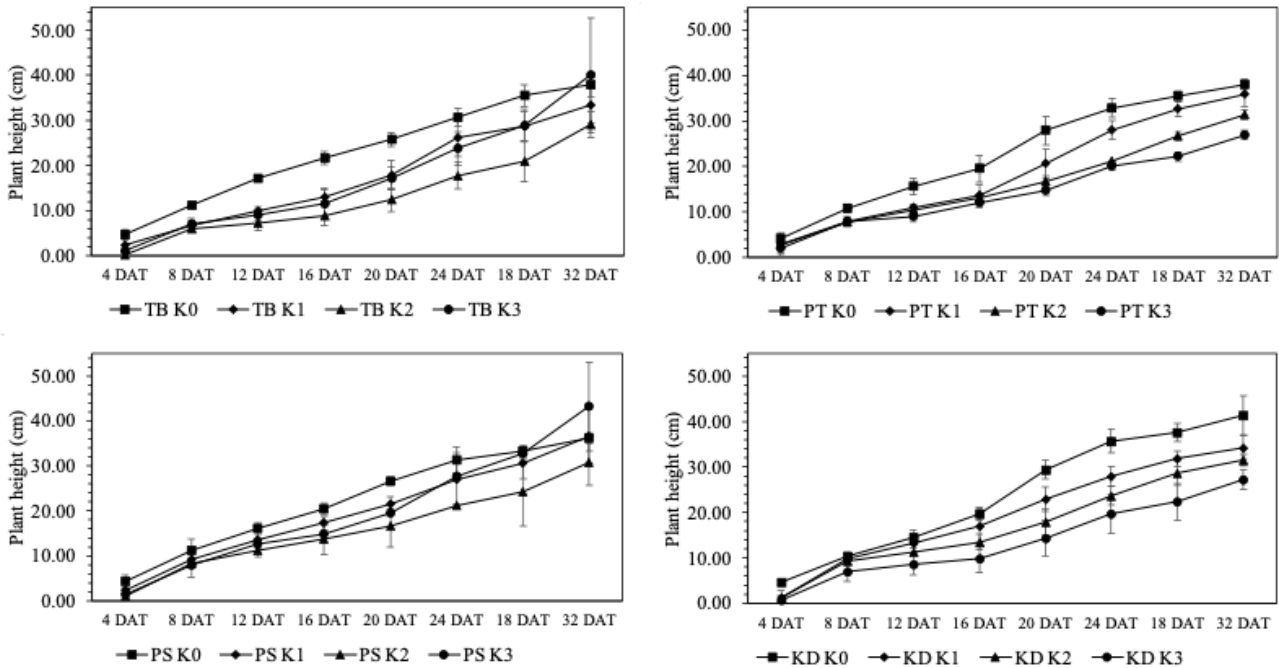 Plant height (cm)
50.00
40.00
30.00
20.00
10.00
0.00
4 DAT 8 DAT 12 DAT 16 DAT 20 DAT 24 DAT 18 DAT 32 DAT
TB K0 TB K1 TB K2 TB K3
Plant height (cm)
50.00
40.00
30.00
20.00
10.00
0.00
4 DAT 8 DAT 12 DAT 16 DAT 20 DAT 24 DAT 18 DAT 32 DAT
PT K0 PT K1 PT K2 PT K3
Plant height (cm)
50.00
40.00
30.00
20.00
10.00
0.00
4 DAT 8 DAT 12 DAT 16 DAT 20 DAT 24 DAT 18 DAT 32 DAT
PS K0 PS K1 PS K2 PS K3
Plant height (cm)
50.00
40.00
30.00
20.00
10.00
0.00
4 DAT 8 DAT 12 DAT 16 DAT 20 DAT 24 DAT 18 DAT 32 DAT
KD K0 KD K1 KD K2 KD K3